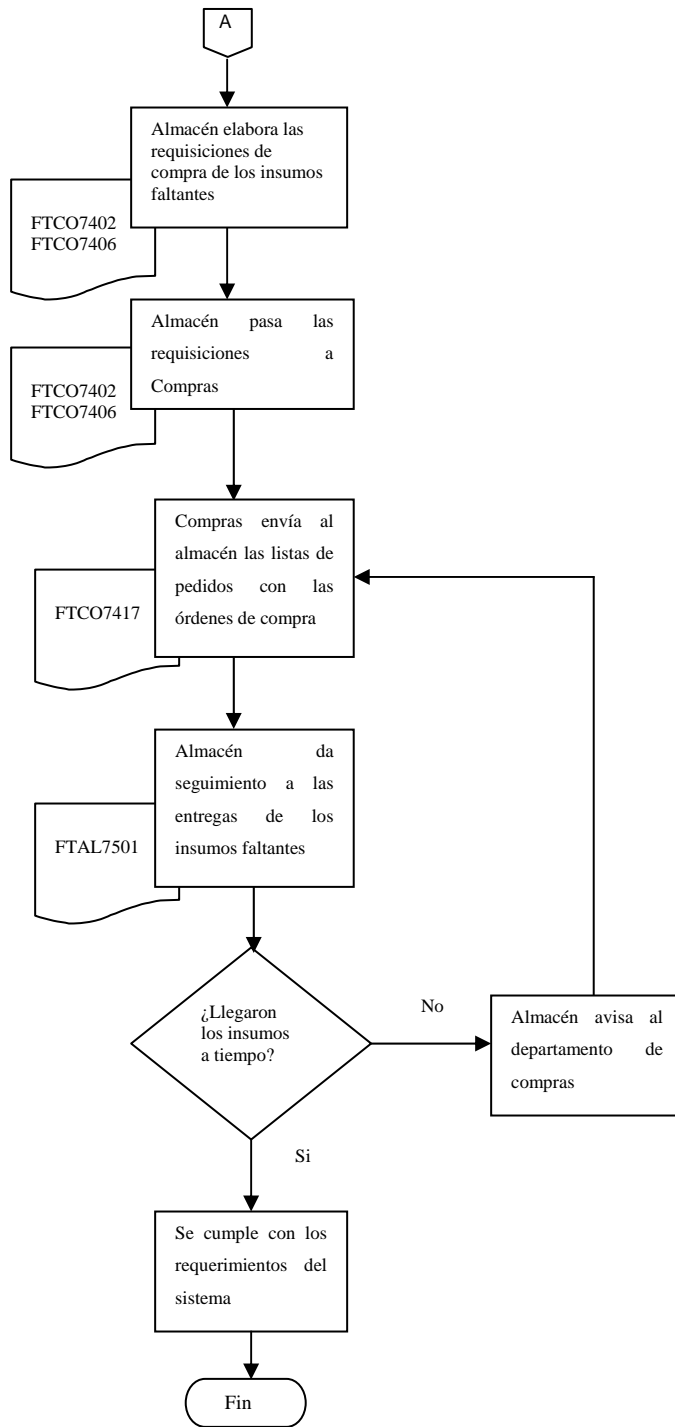 A
Almacén elabora las
requisiciones de
compra de los insumos
faltantes
FTCO7402
FTCO7406
Almacén pasa las
requisiciones a
Compras
FTCO7402
FTCO7406
Compras envía al
almacén las listas de
pedidos con las
órdenes de compra
FTCO7417
Almacén da
seguimiento a las
entregas de los
insumos faltantes
FTAL7501
¿Llegaron
los insumos
a tiempo?
No
Almacén avisa al
departamento de
compras
Si
Se cumple con los
requerimientos del
sistema
Fin